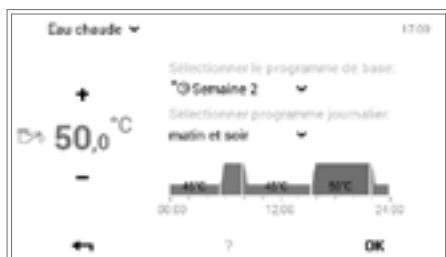 Eau chaude
17:00
Sélectionner le programme de base:
Semaine 2
Sélectionner programme journalier:
matin et soir
+
50,0 °C
−
45°C 45°C 50°C
00:00 12:00 24:00
? OK